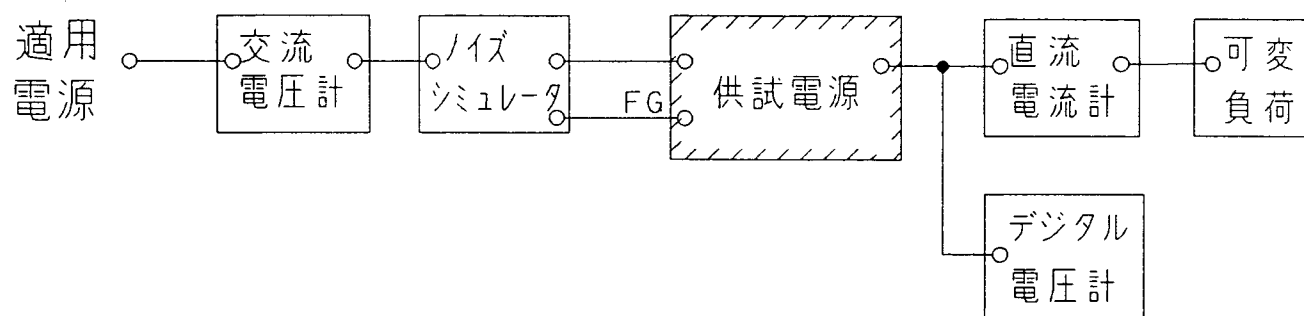 適用
電源
交流
電圧計
ノイズ
シミュレータ
FG
供試電源
直流
電流計
可変
負荷
デジタル
電圧計